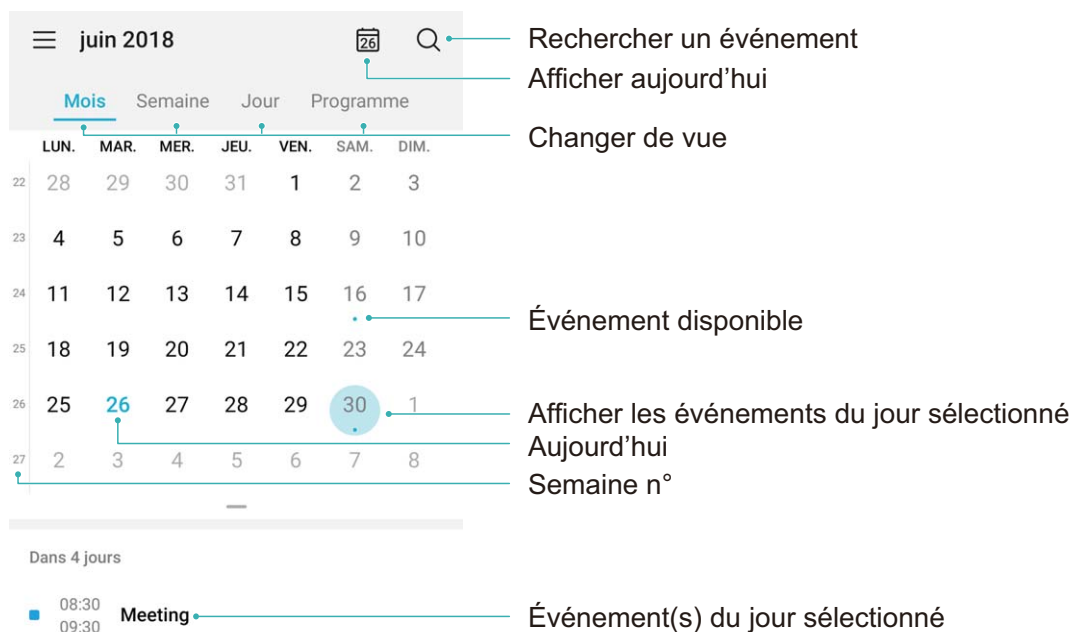 juin 2018 26
Rechercher un événement
Afficher aujourd’hui
Mois Semaine Jour Programme
Changer de vue
LUN. MAR. MER. JEU. VEN. SAM. DIM.
22 28 29 30 31 1 2 3
23 4 5 6 7 8 9 10
24 11 12 13 14 15 16 17
Événement disponible
25 18 19 20 21 22 23 24
26 25 26 27 28 29 30 1
Afficher les événements du jour sélectionné
Aujourd’hui
27 2 3 4 5 6 7 8
Semaine n°
Dans 4 jours
08:30
Meeting
09:30
Événement(s) du jour sélectionné